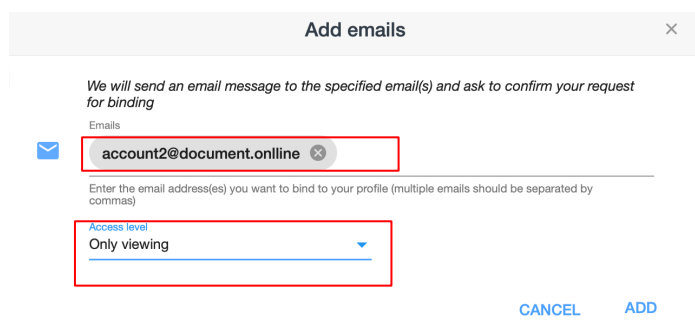 Add emails
We will send an email message to the specified email(s) and ask to confirm your request
for binding
Emails
account2@document.onlline
Enter the email address(es) you want to bind to your profile (multiple emails should be separated by
commas)
Access level
Only viewing
CANCEL ADD